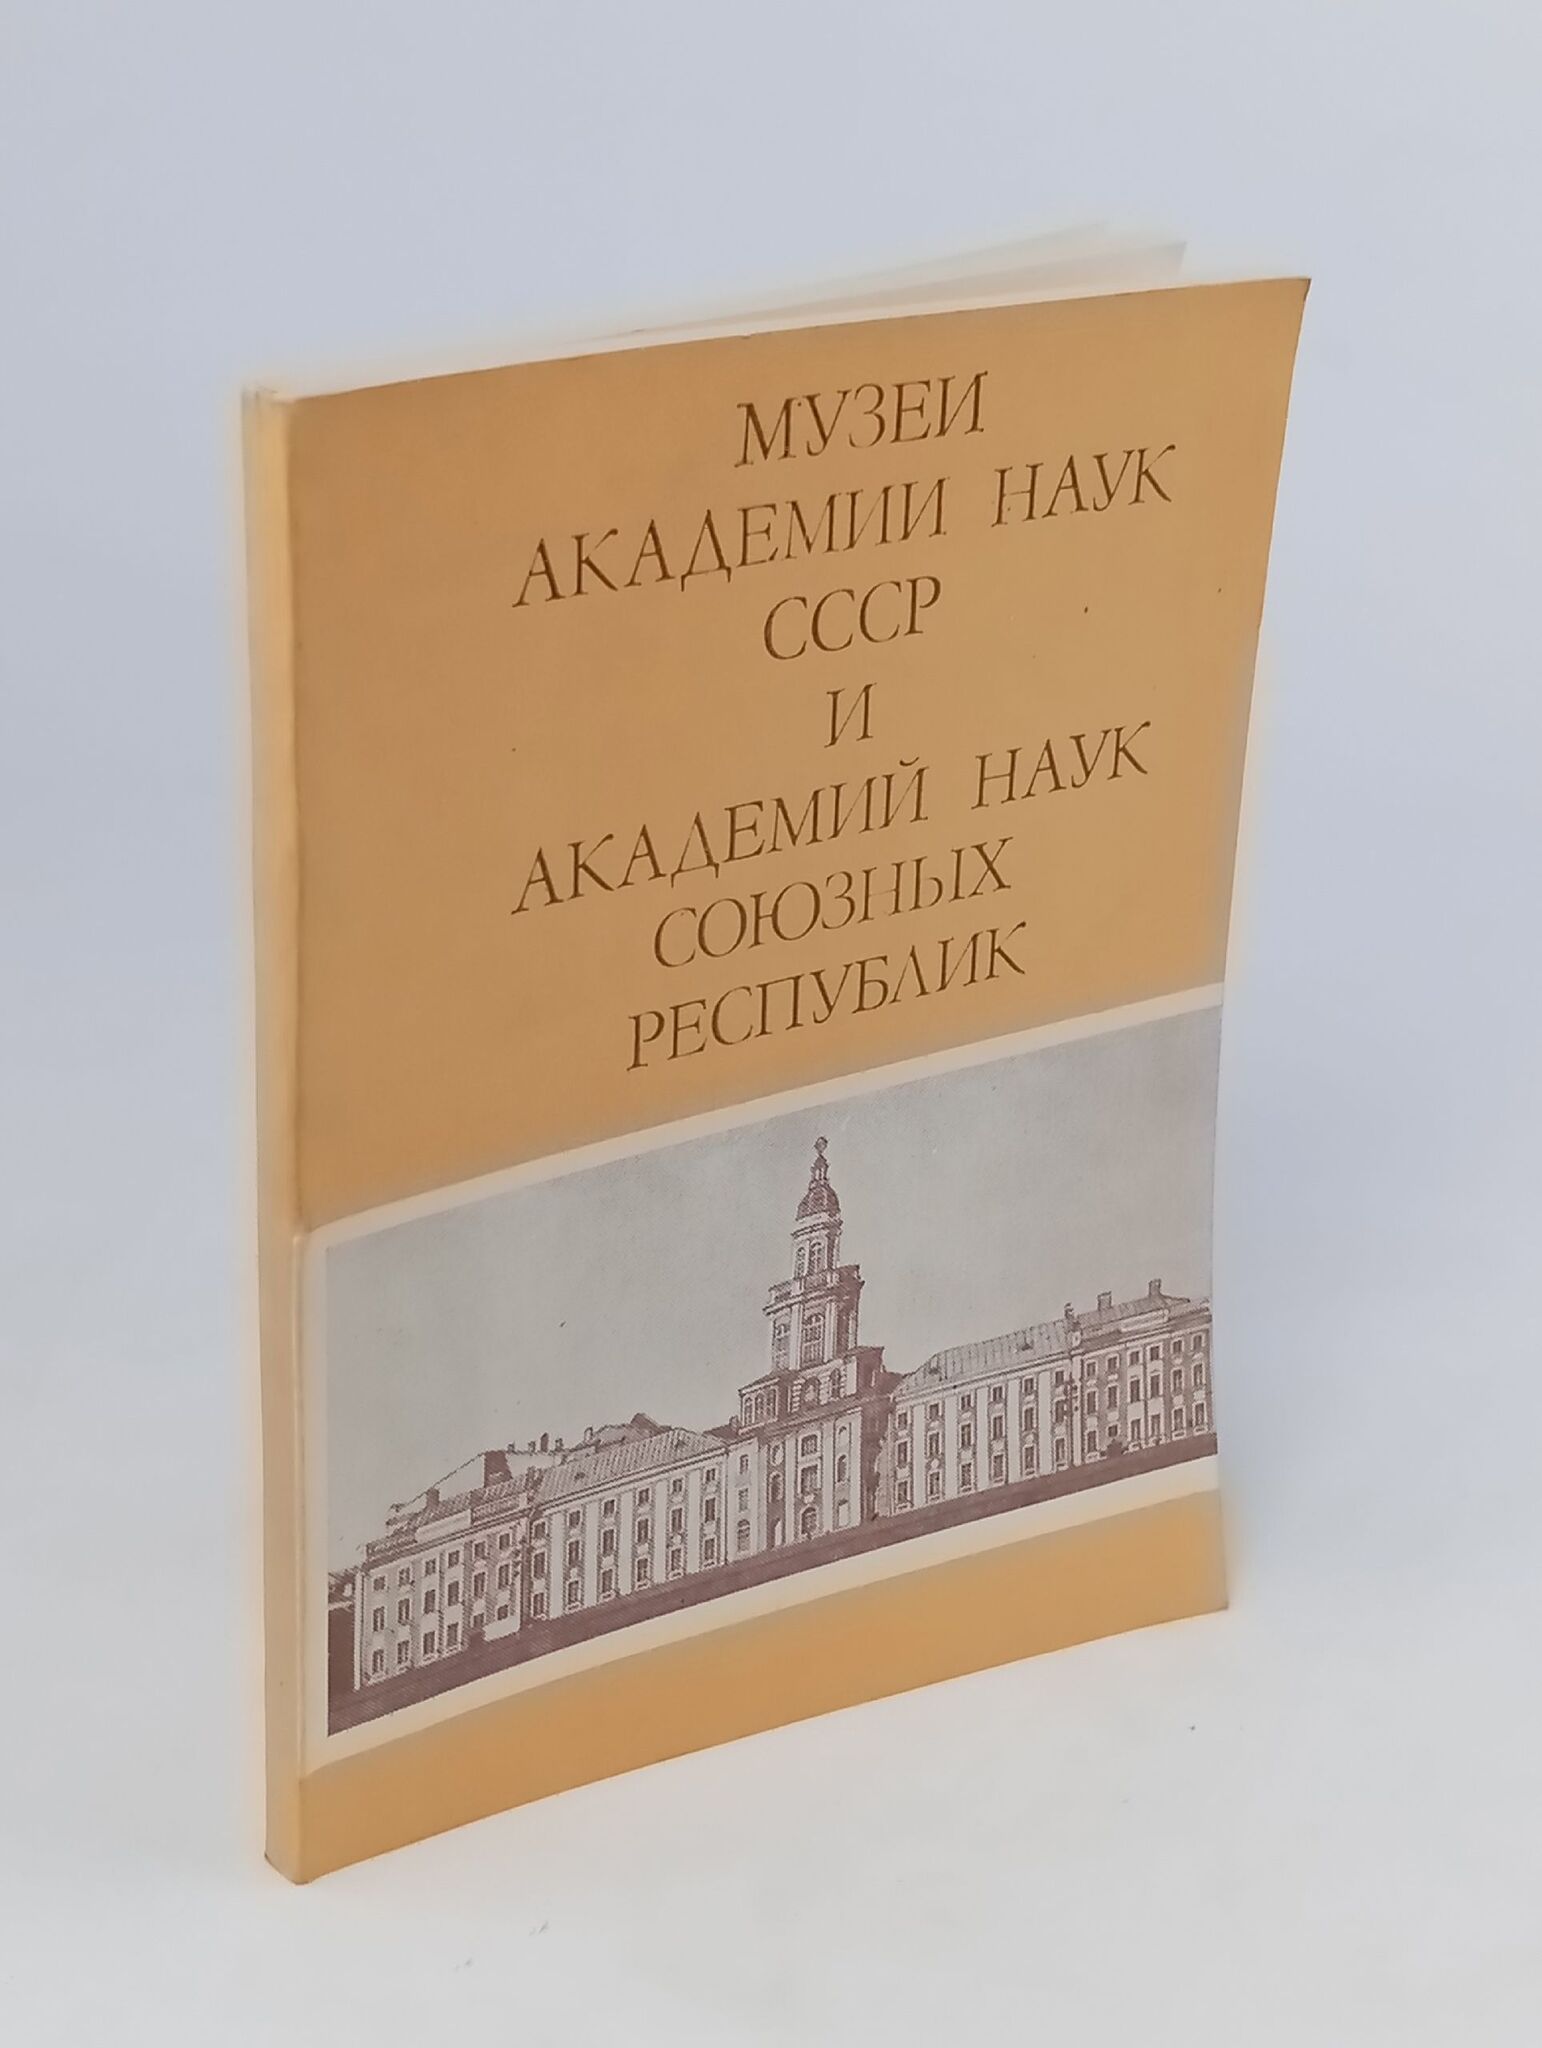 МУЗЕИ
АКАДЕМИИ НАУК
СССР
И
АКАДЕМИЙ НАУК
СОЮЗНЫХ
РЕСПУБЛИК